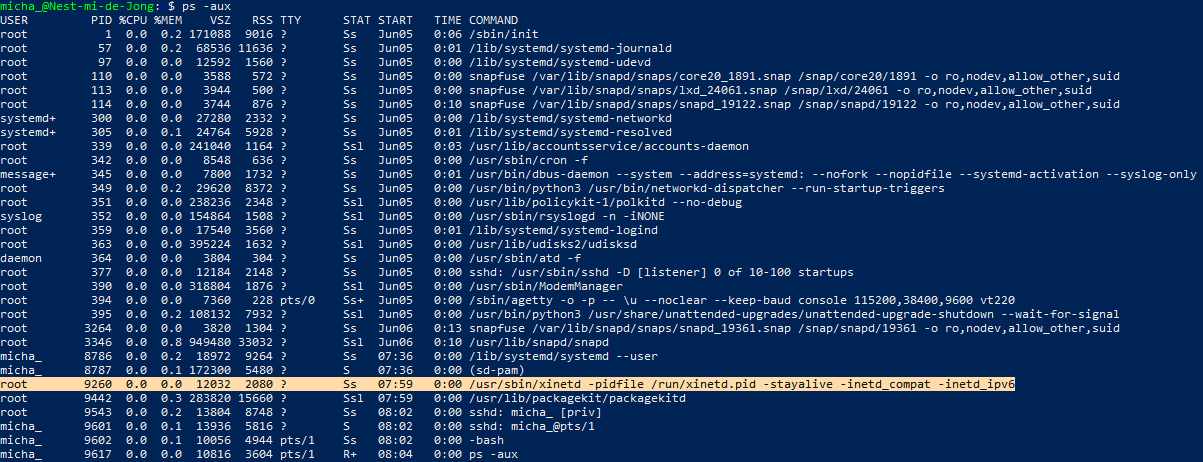 micha_@Nest-mi-de-Jong:~$ ps -aux
USER PID %CPU %MEM VSZ RSS TTY STAT START TIME COMMAND
root 1 0.0 0.2 171088 9016 ? Ss Jun05 0:06 /sbin/init
root 57 0.0 0.2 68536 11636 ? Ss Jun05 0:01 /lib/systemd/systemd-journald
root 97 0.0 0.0 12592 1560 ? Ss Jun05 0:00 /lib/systemd/systemd-udevd
root 110 0.0 0.0 3588 572 ? Ss Jun05 0:00 snapfuse /var/lib/snapd/snaps/core20_1891.snap /snap/core20/1891 -o ro,nodev,allow_other,suid
root 113 0.0 0.0 3944 500 ? Ss Jun05 0:00 snapfuse /var/lib/snapd/snaps/lxd_24061.snap /snap/lxd/24061 -o ro,nodev,allow_other,suid
root 114 0.0 0.0 3744 876 ? Ss Jun05 0:10 snapfuse /var/lib/snapd/snaps/snapd_19122.snap /snap/snapd/19122 -o ro,nodev,allow_other,suid
systemd+ 300 0.0 0.0 27280 2332 ? Ss Jun05 0:00 /lib/systemd/systemd-networkd
systemd+ 305 0.0 0.1 24764 5928 ? Ss Jun05 0:01 /lib/systemd/systemd-resolved
root 339 0.0 0.0 241040 1164 ? Ssl Jun05 0:03 /usr/lib/accountsservice/accounts-daemon
root 342 0.0 0.0 8548 636 ? Ss Jun05 0:00 /usr/sbin/cron -f
message+ 345 0.0 0.0 7800 1732 ? Ss Jun05 0:01 /usr/bin/dbus-daemon --system --address=systemd: --nofork --nopidfile --systemd-activation --syslog-only
root 349 0.0 0.2 29620 8372 ? Ss Jun05 0:00 /usr/bin/python3 /usr/bin/networkd-dispatcher --run-startup-triggers
root 351 0.0 0.0 238236 2348 ? Ssl Jun05 0:00 /usr/lib/policykit-1/polkitd --no-debug
syslog 352 0.0 0.0 154864 1508 ? Ssl Jun05 0:00 /usr/sbin/rsyslogd -n -iNONE
root 359 0.0 0.0 17540 3560 ? Ss Jun05 0:01 /lib/systemd/systemd-logind
root 363 0.0 0.0 395224 1632 ? Ssl Jun05 0:00 /usr/lib/udisks2/udisksd
daemon 364 0.0 0.0 3804 304 ? Ss Jun05 0:00 /usr/sbin/atd -f
root 377 0.0 0.0 12184 2148 ? Ss Jun05 0:00 sshd: /usr/sbin/sshd -D [listener] 0 of 10-100 startups
root 390 0.0 0.0 318804 1876 ? Ssl Jun05 0:00 /usr/sbin/ModemManager
root 394 0.0 0.0 7360 228 pts/0 Ss+ Jun05 0:00 /sbin/agetty -o -p -- \u --noclear --keep-baud console 115200,38400,9600 vt220
root 395 0.0 0.2 108132 7932 ? Ssl Jun05 0:00 /usr/bin/python3 /usr/share/unattended-upgrades/unattended-upgrade-shutdown --wait-for-signal
root 3264 0.0 0.0 3820 1304 ? Ss Jun06 0:13 snapfuse /var/lib/snapd/snaps/snapd_19361.snap /snap/snapd/19361 -o ro,nodev,allow_other,suid
root 3346 0.0 0.8 949480 33032 ? Ssl Jun06 0:10 /usr/lib/snapd/snapd
micha_ 8786 0.0 0.2 18972 9264 ? Ss 07:36 0:00 /lib/systemd/systemd --user
micha_ 8787 0.0 0.1 172300 5480 ? S 07:36 0:00 (sd-pam)
root 9260 0.0 0.0 12032 2080 ? Ss 07:59 0:00 /usr/sbin/xinetd -pidfile /run/xinetd.pid -stayalive -inetd_compat -inetd_ipv6
root 9442 0.0 0.3 283820 15660 ? Ssl 07:59 0:00 /usr/lib/packagekit/packagekitd
root 9543 0.0 0.2 13804 8748 ? Ss 08:02 0:00 sshd: micha_ [priv]
micha_ 9601 0.0 0.1 13936 5816 ? S 08:02 0:00 sshd: micha_@pts/1
micha_ 9602 0.0 0.1 10056 4944 pts/1 Ss 08:02 0:00 -bash
micha_ 9617 0.0 0.0 10816 3604 pts/1 R+ 08:04 0:00 ps -aux